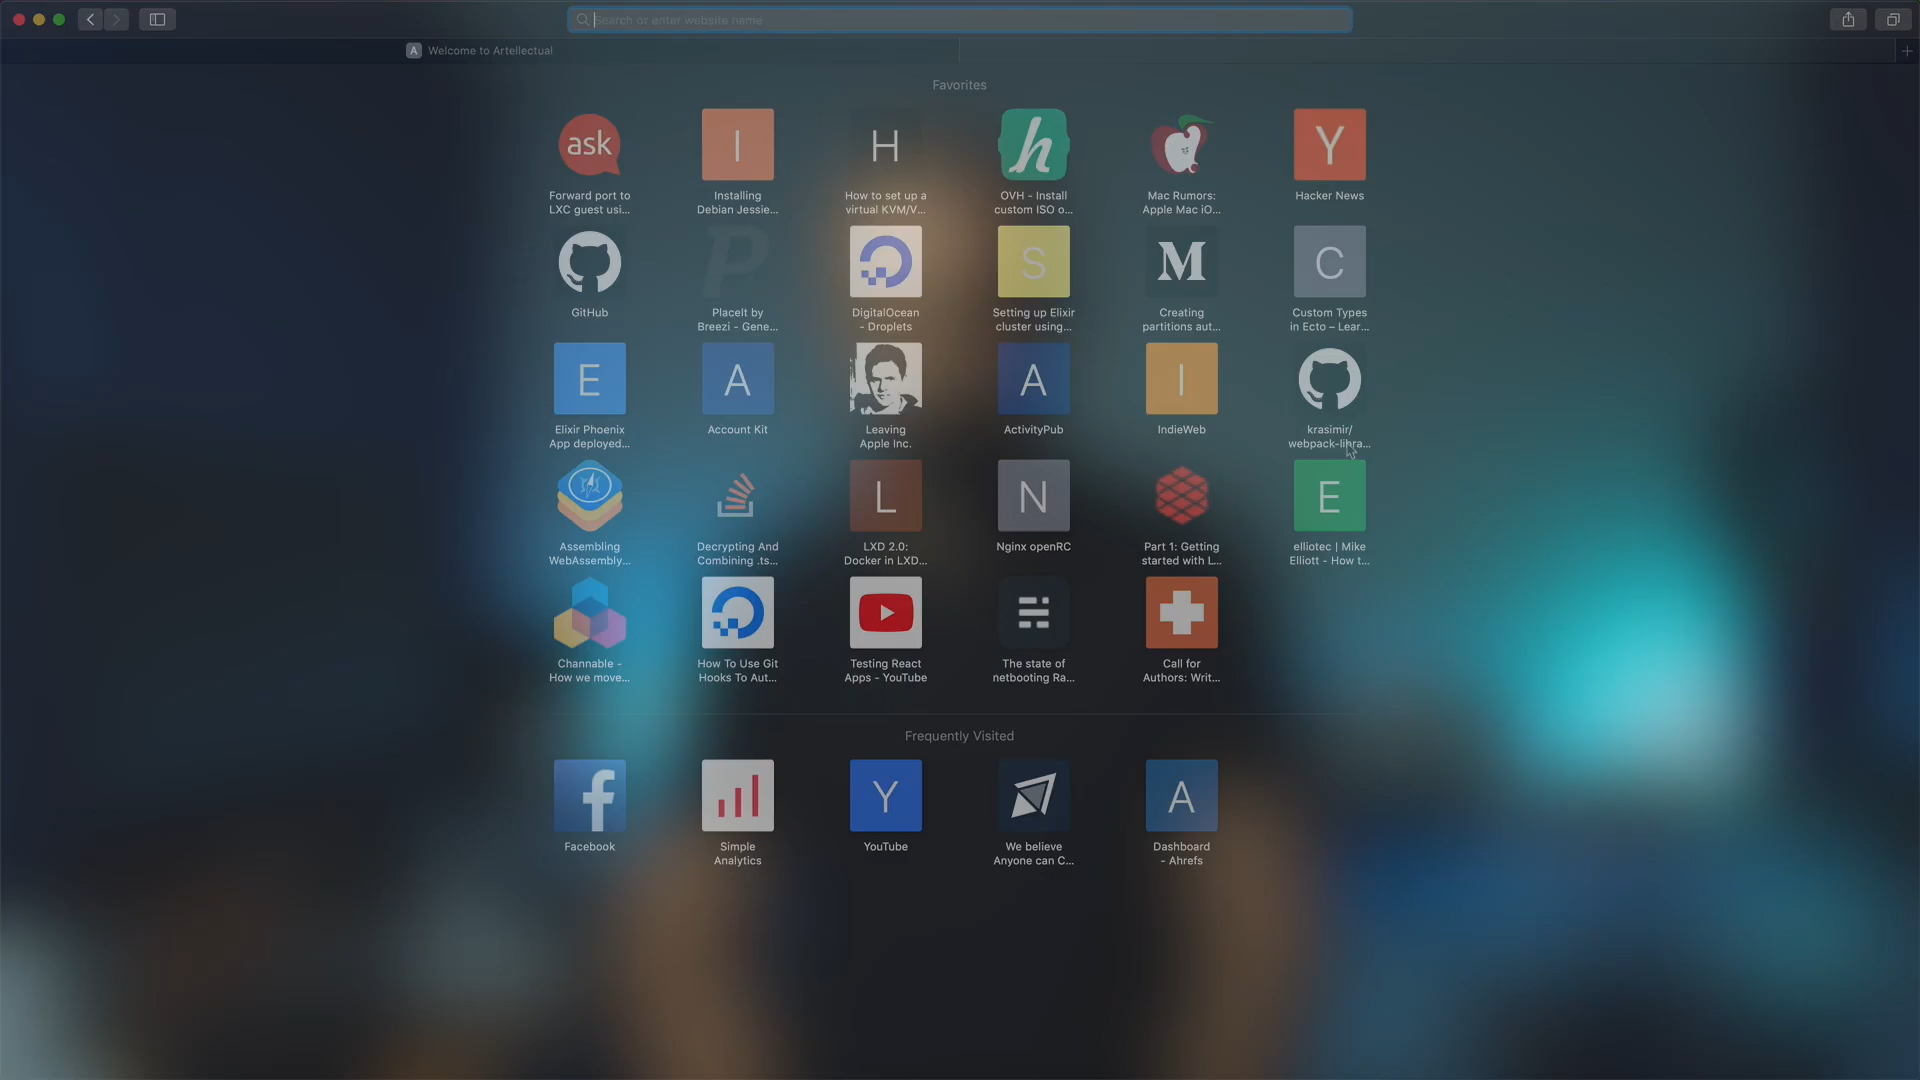 Search or enter website name
A Welcome to Artellectual
Favorites
ask I H h Y
Forward port to
LXC guest usi...
Installing
Debian Jessie...
How to set up a
virtual KVM/V...
OVH - Install
custom ISO o...
Mac Rumors:
Apple Mac iO...
Hacker News
P S M C
GitHub
PlaceIt by
Breezi - Gene...
DigitalOcean
- Droplets
Setting up Elixir
cluster using...
Creating
partitions aut...
Custom Types
in Ecto – Lear...
E A A I
Elixir Phoenix
App deployed...
Account Kit
Leaving
Apple Inc.
ActivityPub
IndieWeb
krasimir/
webpack-libra...
L N E
Assembling
WebAssembly...
Decrypting And
Combining .ts...
LXD 2.0:
Docker in LXD...
Nginx openRC
Part 1: Getting
started with L...
elliotec | Mike
Elliott - How t...
Channable -
How we move...
How To Use Git
Hooks To Aut...
Testing React
Apps - YouTube
The state of
netbooting Ra...
Call for
Authors: Writ...
Frequently Visited
f Y A
Facebook
Simple
Analytics
YouTube
We believe
Anyone can C...
Dashboard
- Ahrefs